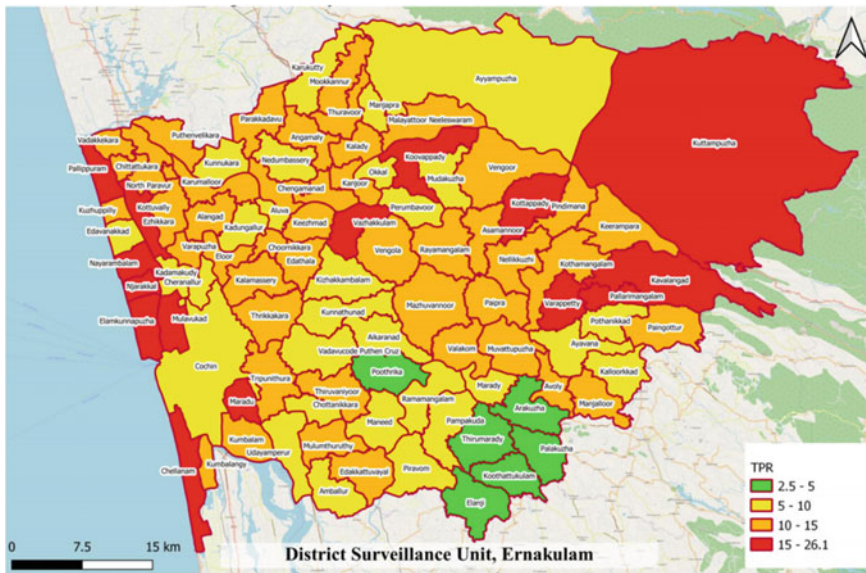 Karukutty
Mookkannur
Ayyampuzha
Manjapra
Thuravoor
Malayattoor Neeleswaram
Parakkadavu
Puthenvelikara
Vadakkekara
Angamaly
Kuttampuzha
Kalady
Nedumbassery
Kunnukara
Chittattukara
Pallippuram
Koovappady
Okkal
Mudakuzha
Vengoor
North Paravur
Karumalloor
Chengamanad
Kanjoor
Kottappady
Pindimana
Kuzhuppilly
Kottuvally
Ezhikkara
Alangad
Aluva
Keezhmad
Vazhakkulam
Perumbavoor
Keerampara
Edavanakkad
Kadungallur
Asamannoor
Varapuzha
Eloor
Choornikkara
Edathala
Vengola
Rayamangalam
Nellikkuzhi
Kothamangalam
Nayarambalam
Kadamakudy
Cheranallur
Kalamassery
Kizhakkambalam
Kavalangad
Njarakkal
Pallarimangalam
Elamkunnapuzha
Mulavukad
Thrikkakara
Kunnathunad
Mazhuvannoor
Paipra
Varappetty
Pothanikkad
Paingottur
Aikaranad
Ayavana
Vadavucode Puthen Cruz
Valakom
Muvattupuzha
Cochin
Poothrika
Kalloorkkad
Tripunithura
Marady
Avoly
Thiruvaniyoor
Ramamangalam
Manjalloor
Maradu
Chottanikkara
Arakuzha
Maneed
Pampakuda
Kumbalam
Thirumarady
Udayamperur
Mulumthuruthy
Palakuzha
Chellanam
Kumbalangy
Edakkattuvayal
Piravom
Koothattukulam
Amballur
Elanji
TPR
2.5 - 5
5 - 10
10 - 15
15 - 26.1
0 7.5 15 km
District Surveillance Unit, Ernakulam